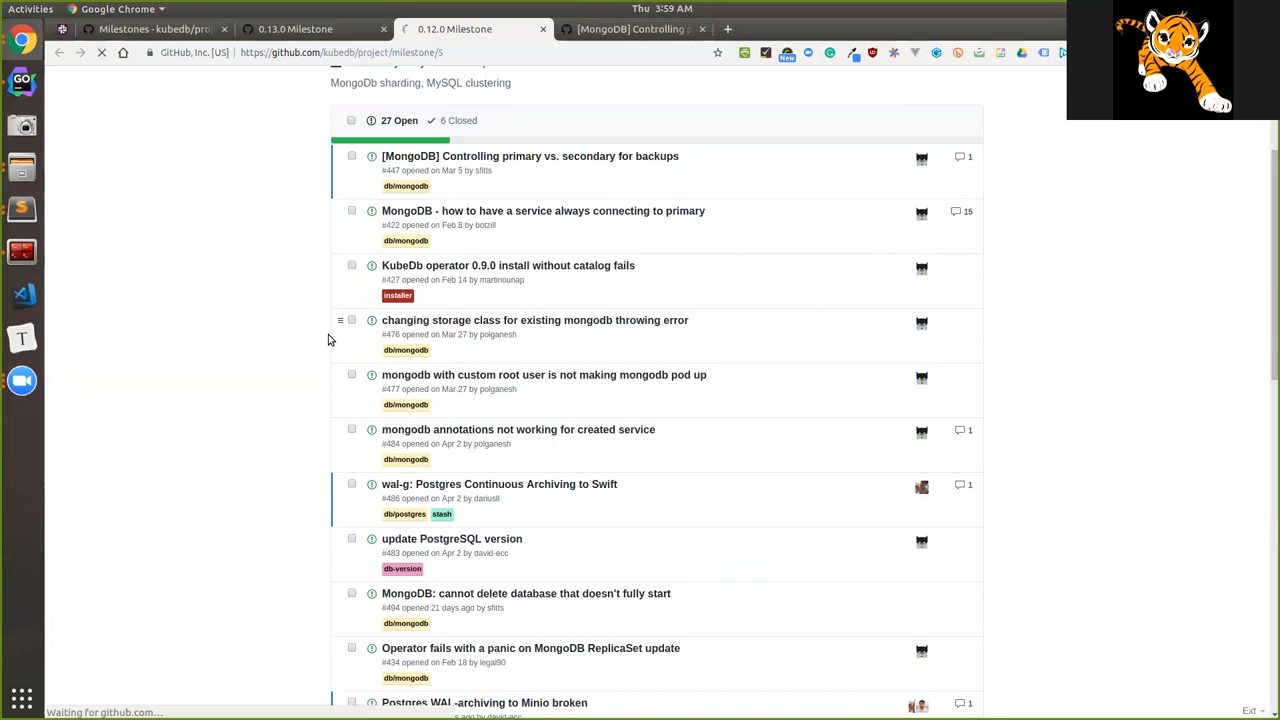 Activities
Google Chrome
Thu 3:59 AM
Milestones - kubedb/proj
0.13.0 Milestone
0.12.0 Milestone
[MongoDB] Controlling p
GitHub, Inc. [US]
https://github.com/kubedb/project/milestone/5
New
MongoDb sharding, MySQL clustering
27 Open
6 Closed
[MongoDB] Controlling primary vs. secondary for backups
1
#447 opened on Mar 5 by sfitts
db/mongodb
MongoDB - how to have a service always connecting to primary
15
#422 opened on Feb 8 by botzill
db/mongodb
KubeDb operator 0.9.0 install without catalog fails
#427 opened on Feb 14 by martinounap
installer
changing storage class for existing mongodb throwing error
#476 opened on Mar 27 by polganesh
db/mongodb
mongodb with custom root user is not making mongodb pod up
#477 opened on Mar 27 by polganesh
db/mongodb
mongodb annotations not working for created service
1
#484 opened on Apr 2 by polganesh
db/mongodb
wal-g: Postgres Continuous Archiving to Swift
1
#486 opened on Apr 2 by dariusll
db/postgres stash
update PostgreSQL version
#483 opened on Apr 2 by david-ecc
db-version
MongoDB: cannot delete database that doesn't fully start
#494 opened 21 days ago by sfitts
db/mongodb
Operator fails with a panic on MongoDB ReplicaSet update
#434 opened on Feb 18 by legal90
db/mongodb
Postgres WAL-archiving to Minio broken
1
s ago by david-ecc
Waiting for github.com...
Ext